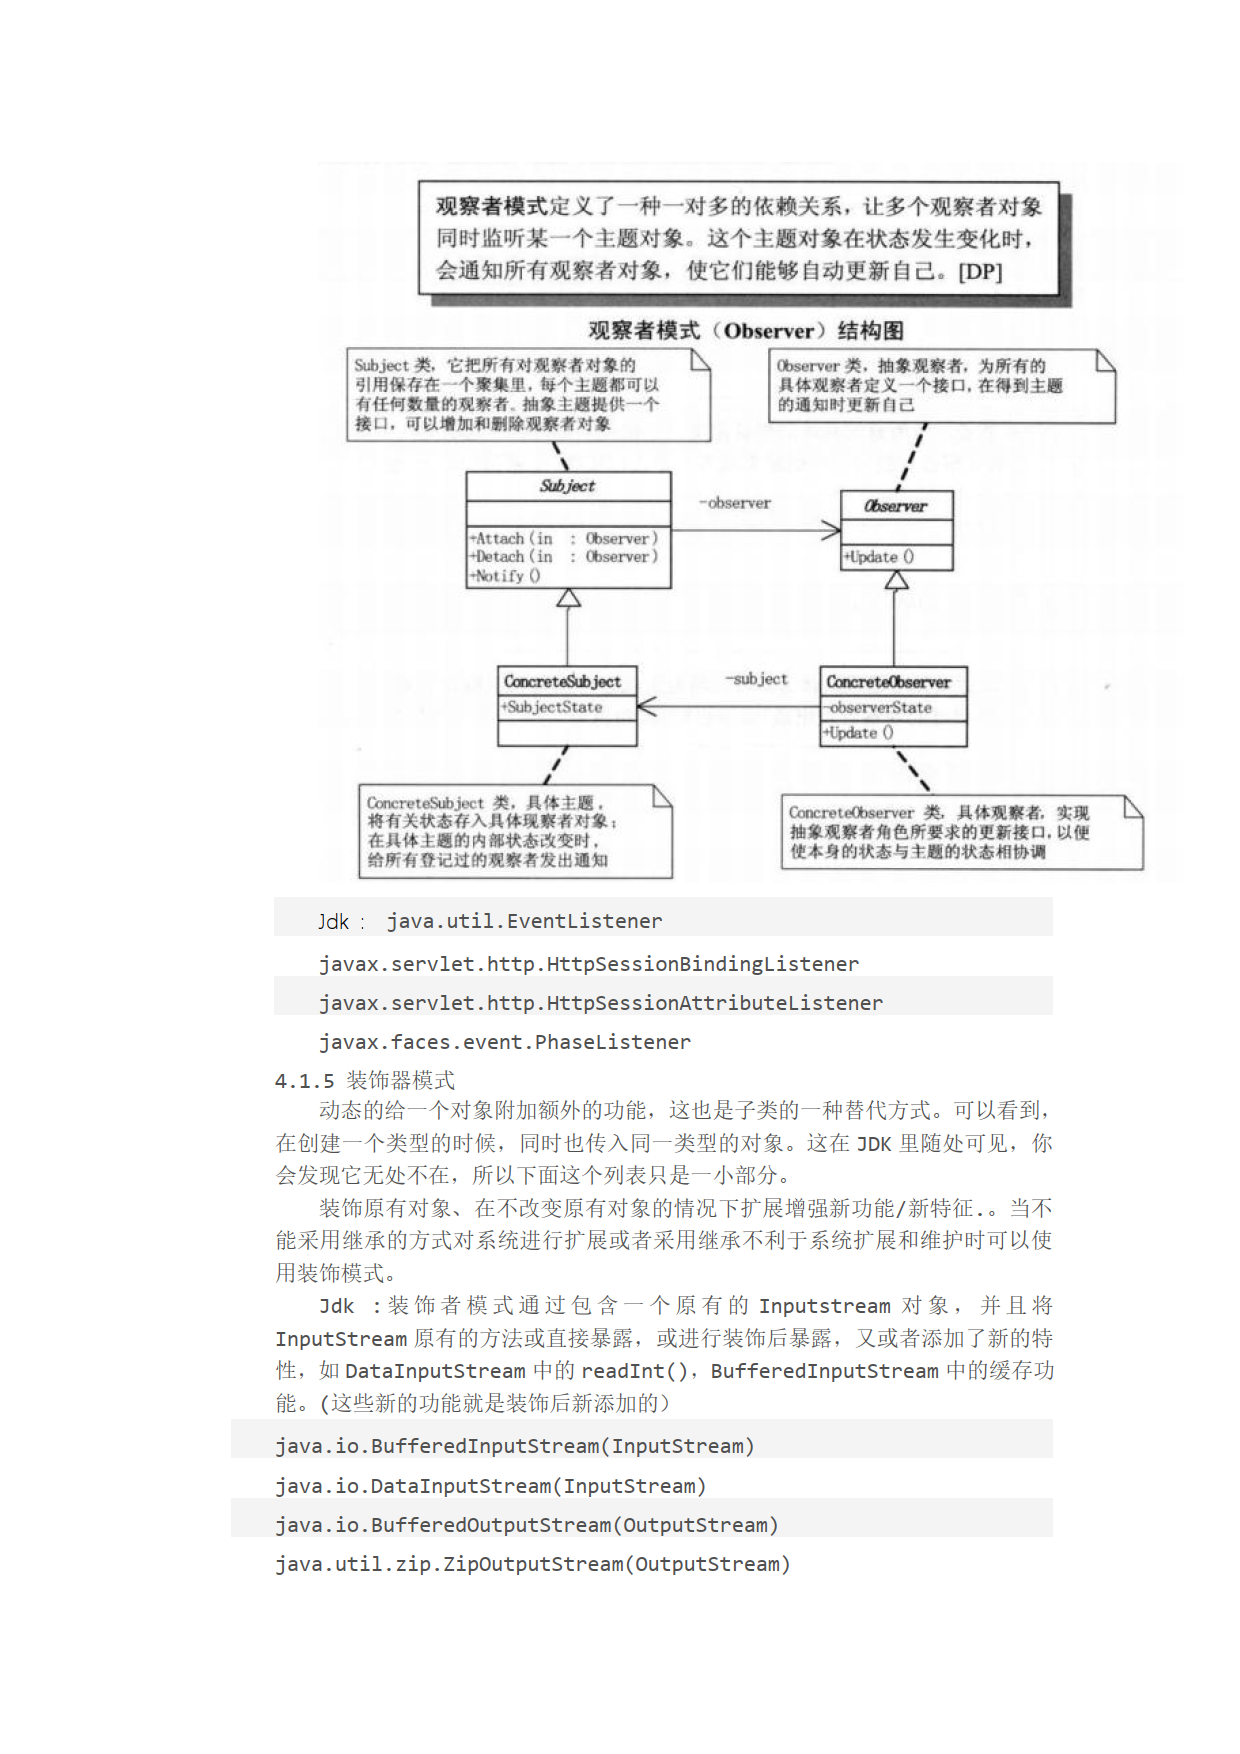 观察者模式定义了一种一对多的依赖关系，让多个观察者对象
同时监听某一个主题对象。这个主题对象在状态发生变化时，
会通知所有观察者对象，使它们能够自动更新自己。[DP]
观察者模式（Observer）结构图
Subject 类，它把所有对观察者对象的
引用保存在一个聚集里，每个主题都可以
有任何数量的观察者。抽象主题提供一个
接口，可以增加和删除观察者对象
Observer 类，抽象观察者，为所有的
具体观察者定义一个接口，在得到主题
的通知时更新自己
Subject
+Attach(in : Observer)
+Detach(in : Observer)
+Notify()
-observer
Observer
+Update()
ConcreteSubject
+SubjectState
-subject
ConcreteObserver
-observerState
+Update()
ConcreteSubject 类，具体主题，
将有关状态存入具体现察者对象；
在具体主题的内部状态改变时，
给所有登记过的观察者发出通知
ConcreteObserver 类，具体观察者，实现
抽象观察者角色所要求的更新接口，以便
使本身的状态与主题的状态相协调
Jdk： java.util.EventListener
javax.servlet.http.HttpSessionBindingListener
javax.servlet.http.HttpSessionAttributeListener
javax.faces.event.PhaseListener
4.1.5 装饰器模式
动态的给一个对象附加额外的功能，这也是子类的一种替代方式。可以看到，
在创建一个类型的时候，同时也传入同一类型的对象。这在 JDK 里随处可见，你
会发现它无处不在，所以下面这个列表只是一小部分。
装饰原有对象、在不改变原有对象的情况下扩展增强新功能/新特征.。当不
能采用继承的方式对系统进行扩展或者采用继承不利于系统扩展和维护时可以使
用装饰模式。
Jdk :装饰者模式通过包含一个原有的 Inputstream 对象，并且将
InputStream 原有的方法或直接暴露，或进行装饰后暴露，又或者添加了新的特
性，如 DataInputStream 中的 readInt()，BufferedInputStream 中的缓存功
能。(这些新的功能就是装饰后新添加的）
java.io.BufferedInputStream(InputStream)
java.io.DataInputStream(InputStream)
java.io.BufferedOutputStream(OutputStream)
java.util.zip.ZipOutputStream(OutputStream)